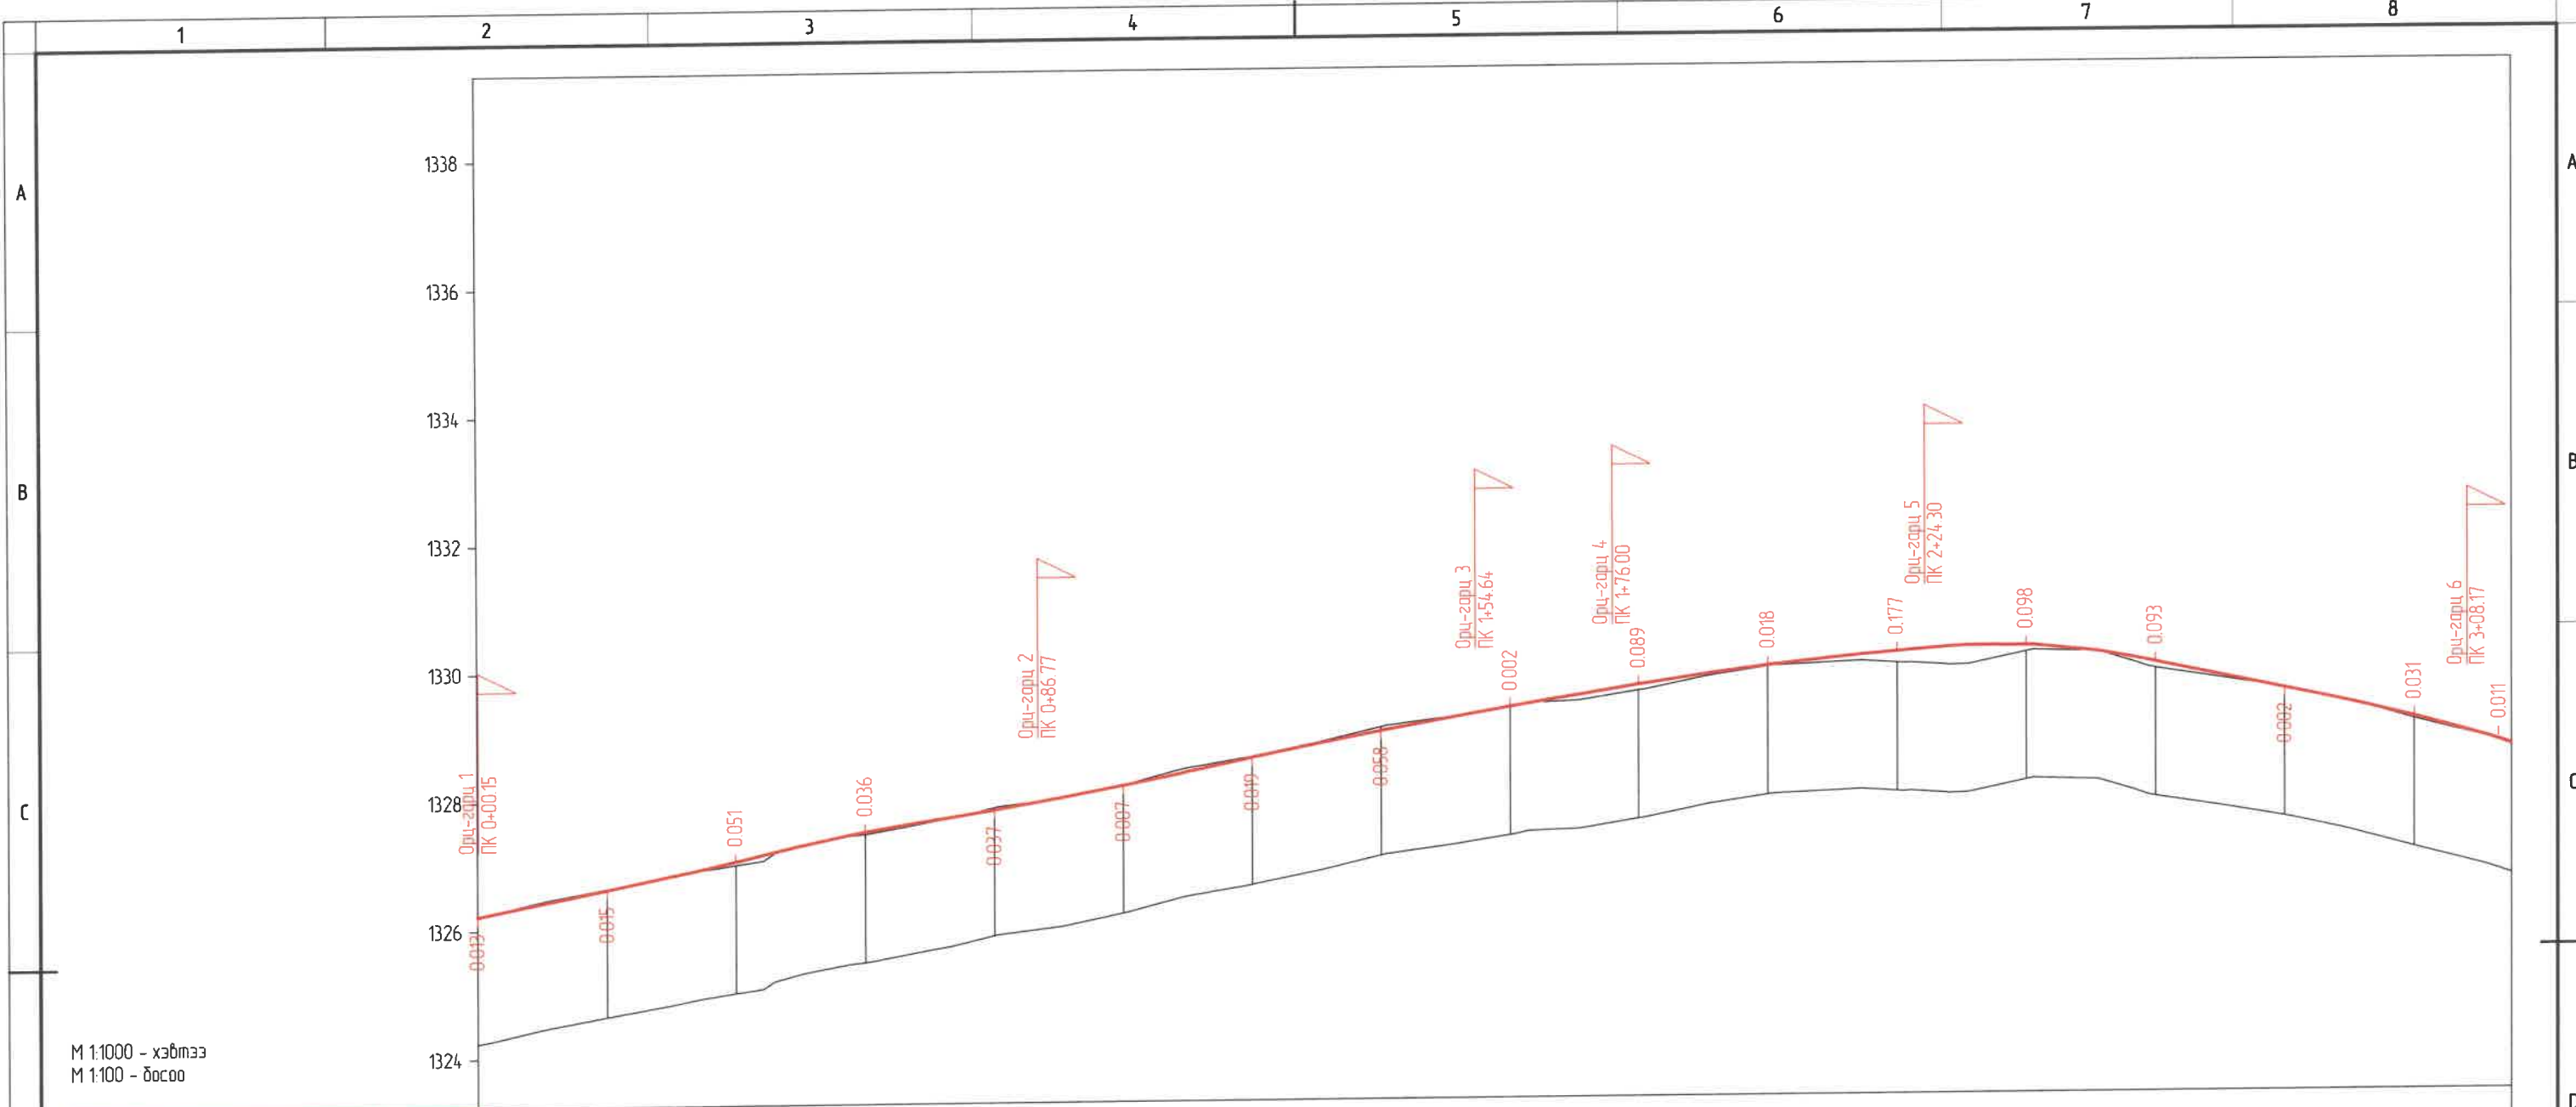 1 2 3 4 5 6 7 8
A A
1338
1336
1334
B B
1332
1330
1328
C C
1326
1324
Орц-гарц 1
ПК 0+00.15
Орц-гарц 2
ПК 0+86.77
Орц-гарц 3
ПК 1+54.64
Орц-гарц 4
ПК 1+76.00
Орц-гарц 5
ПК 2+24.30
Орц-гарц 6
ПК 3+08.17
0.013
0.015
0.051
0.036
0.037
0.007
0.019
0.058
0.002
0.089
0.018
0.177
0.098
0.093
0.002
0.031
0.011
М 1:1000 - хэвтээ
М 1:100 - босоо